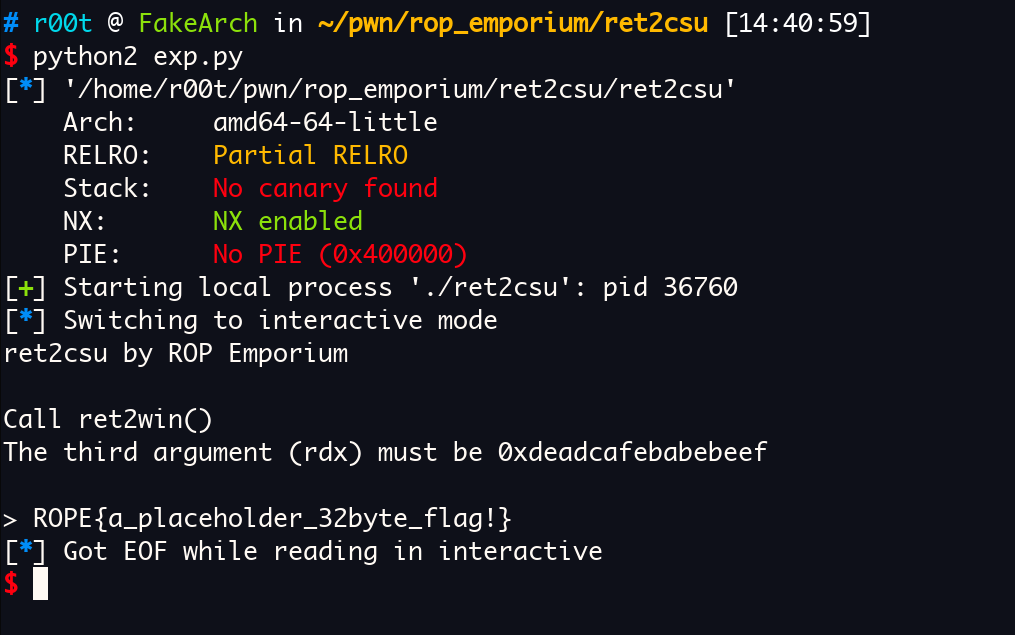 # r00t @ FakeArch in ~/pwn/rop_emporium/ret2csu [14:40:59]
$ python2 exp.py
[*] '/home/r00t/pwn/rop_emporium/ret2csu/ret2csu'
    Arch:     amd64-64-little
    RELRO:    Partial RELRO
    Stack:    No canary found
    NX:       NX enabled
    PIE:      No PIE (0x400000)
[+] Starting local process './ret2csu': pid 36760
[*] Switching to interactive mode
ret2csu by ROP Emporium

Call ret2win()
The third argument (rdx) must be 0xdeadcafebabebeef

> ROPE{a_placeholder_32byte_flag!}
[*] Got EOF while reading in interactive
$